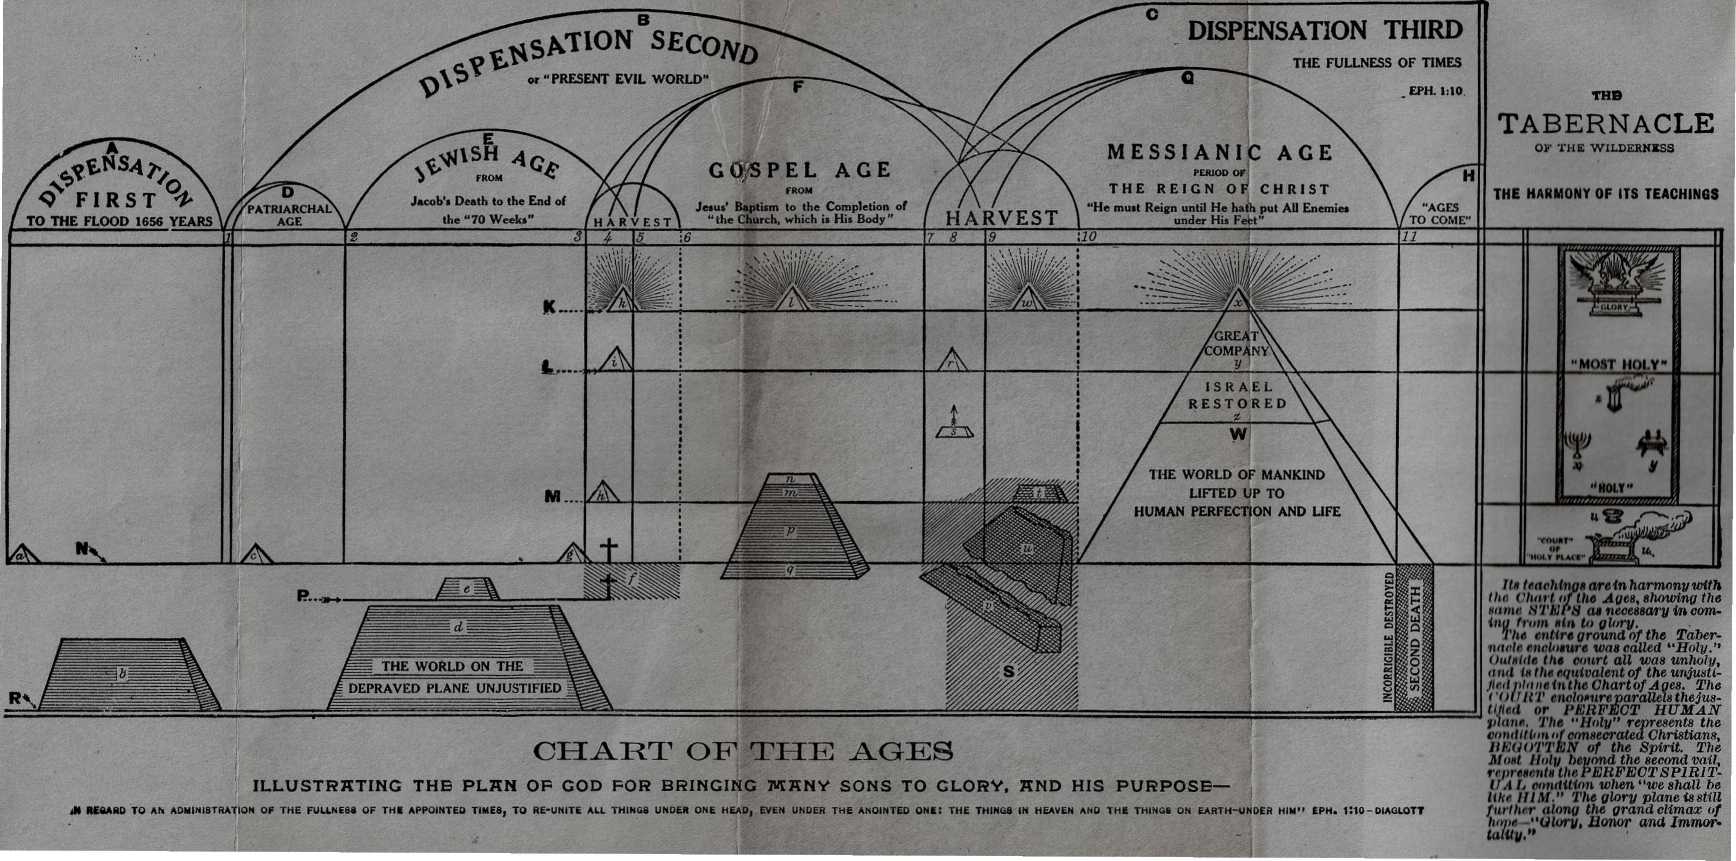 B
C
DISPENSATION SECOND
or "PRESENT EVIL WORLD"
DISPENSATION THIRD
THE FULLNESS OF TIMES
EPH. 1:10.
A
DISPENSATION
FIRST
TO THE FLOOD 1656 YEARS
D
PATRIARCHAL
AGE
E
JEWISH AGE
FROM
Jacob's Death to the End of
the "70 Weeks"
HARVEST
F
GOSPEL AGE
FROM
Jesus' Baptism to the Completion of
"the Church, which is His Body"
HARVEST
G
MESSIANIC AGE
PERIOD OF
THE REIGN OF CHRIST
"He must Reign until He hath put All Enemies
under His Feet"
H
"AGES
TO COME"
1 2 3 4 5 6 7 8 9 10 11
K
k l w x
L
i r
GREAT
COMPANY
y
ISRAEL
RESTORED
z
W
s
M
h
n
m
p
q
t
u
v
S
THE WORLD OF MANKIND
LIFTED UP TO
HUMAN PERFECTION AND LIFE
N
a c g
f
P
e
d
THE WORLD ON THE
DEPRAVED PLANE UNJUSTIFIED
b
R
INCORRIGIBLE DESTROYED
SECOND DEATH
CHART OF THE AGES
ILLUSTRATING THE PLAN OF GOD FOR BRINGING MANY SONS TO GLORY, AND HIS PURPOSE—
IN REGARD TO AN ADMINISTRATION OF THE FULLNESS OF THE APPOINTED TIMES, TO RE-UNITE ALL THINGS UNDER ONE HEAD, EVEN UNDER THE ANOINTED ONE: THE THINGS IN HEAVEN AND THE THINGS ON EARTH-UNDER HIM" EPH. 1:10-DIAGLOTT
THE
TABERNACLE
OF THE WILDERNESS
THE HARMONY OF ITS TEACHINGS
GLORY
"MOST HOLY"
y
"HOLY"
"COURT"
OF
"HOLY PLACE"
Its teachings are in harmony with
the Chart of the Ages, showing the
same STEPS as necessary in com-
ing from sin to glory.
The entire ground of the Taber-
nacle enclosure was called "Holy."
Outside the court all was unholy,
and is the equivalent of the unjusti-
fied plane in the Chart of Ages. The
COURT enclosure parallels the jus-
tified or PERFECT HUMAN
plane. The "Holy" represents the
condition of consecrated Christians,
BEGOTTEN of the Spirit. The
Most Holy beyond the second vail,
represents the PERFECT SPIRIT-
UAL condition when "we shall be
like HIM." The glory plane is still
further along the grand climax of
hope—"Glory, Honor and Immor-
tality."